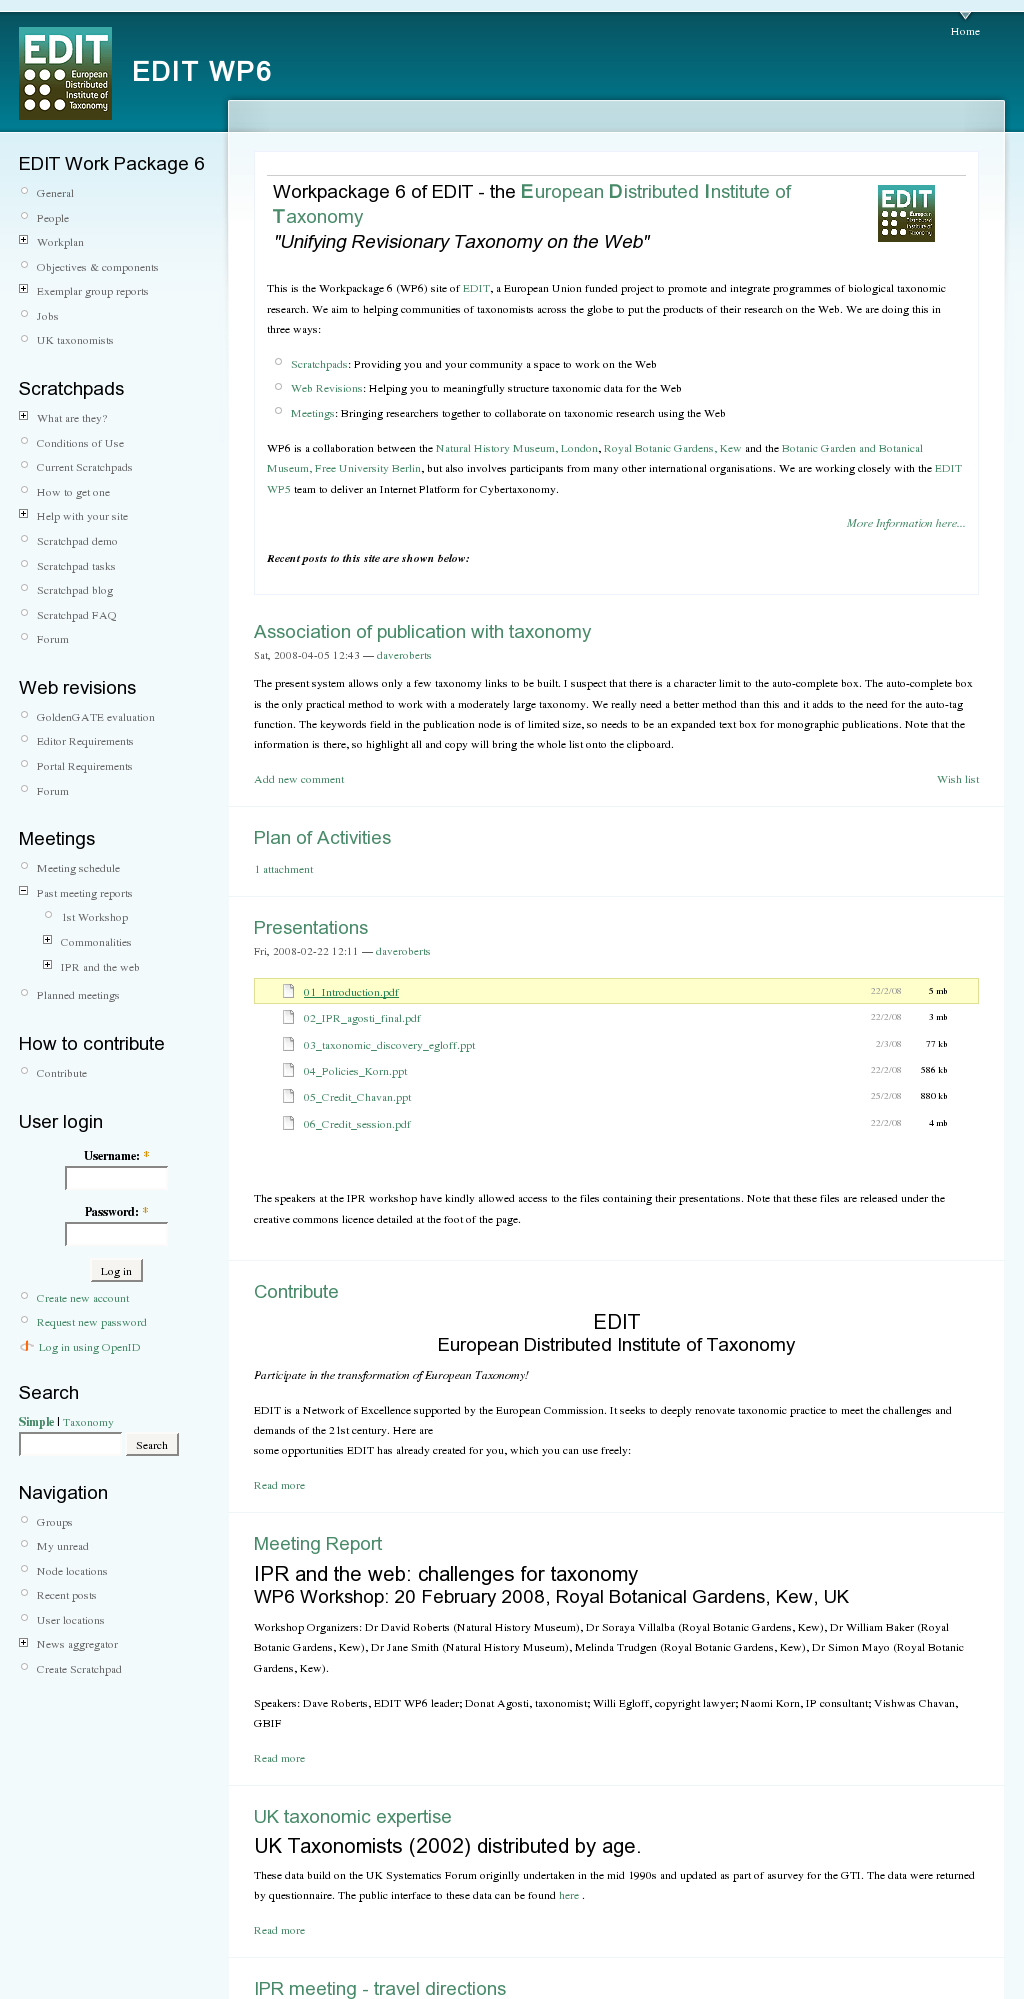 Home
EDIT
European
Distributed
Institute of
Taxonomy
EDIT WP6
EDIT Work Package 6
General
People
Workplan
Objectives & components
Exemplar group reports
Jobs
UK taxonomists
Scratchpads
What are they?
Conditions of Use
Current Scratchpads
How to get one
Help with your site
Scratchpad demo
Scratchpad tasks
Scratchpad blog
Scratchpad FAQ
Forum
Web revisions
GoldenGATE evaluation
Editor Requirements
Portal Requirements
Forum
Meetings
Meeting schedule
Past meeting reports
1st Workshop
Commonalities
IPR and the web
Planned meetings
How to contribute
Contribute
User login
Username: *
Password: *
Log in
Create new account
Request new password
Log in using OpenID
Search
Simple | Taxonomy
Search
Navigation
Groups
My unread
Node locations
Recent posts
User locations
News aggregator
Create Scratchpad
Workpackage 6 of EDIT - the European Distributed Institute of
Taxonomy
"Unifying Revisionary Taxonomy on the Web"
EDIT
European
Distributed
Institute of
Taxonomy
This is the Workpackage 6 (WP6) site of EDIT, a European Union funded project to promote and integrate programmes of biological taxonomic
research. We aim to helping communities of taxonomists across the globe to put the products of their research on the Web. We are doing this in
three ways:
Scratchpads: Providing you and your community a space to work on the Web
Web Revisions: Helping you to meaningfully structure taxonomic data for the Web
Meetings: Bringing researchers together to collaborate on taxonomic research using the Web
WP6 is a collaboration between the Natural History Museum, London, Royal Botanic Gardens, Kew and the Botanic Garden and Botanical
Museum, Free University Berlin, but also involves participants from many other international organisations. We are working closely with the EDIT
WP5 team to deliver an Internet Platform for Cybertaxonomy.
More Information here...
Recent posts to this site are shown below:
Association of publication with taxonomy
Sat, 2008-04-05 12:43 — daveroberts
The present system allows only a few taxonomy links to be built. I suspect that there is a character limit to the auto-complete box. The auto-complete box
is the only practical method to work with a moderately large taxonomy. We really need a better method than this and it adds to the need for the auto-tag
function. The keywords field in the publication node is of limited size, so needs to be an expanded text box for monographic publications. Note that the
information is there, so highlight all and copy will bring the whole list onto the clipboard.
Add new comment Wish list
Plan of Activities
1 attachment
Presentations
Fri, 2008-02-22 12:11 — daveroberts
01_Introduction.pdf 22/2/08 5 mb
02_IPR_agosti_final.pdf 22/2/08 3 mb
03_taxonomic_discovery_egloff.ppt 2/3/08 77 kb
04_Policies_Korn.ppt 22/2/08 586 kb
05_Credit_Chavan.ppt 25/2/08 880 kb
06_Credit_session.pdf 22/2/08 4 mb
The speakers at the IPR workshop have kindly allowed access to the files containing their presentations. Note that these files are released under the
creative commons licence detailed at the foot of the page.
Contribute
EDIT
European Distributed Institute of Taxonomy
Participate in the transformation of European Taxonomy!
EDIT is a Network of Excellence supported by the European Commission. It seeks to deeply renovate taxonomic practice to meet the challenges and
demands of the 21st century. Here are
some opportunities EDIT has already created for you, which you can use freely:
Read more
Meeting Report
IPR and the web: challenges for taxonomy
WP6 Workshop: 20 February 2008, Royal Botanical Gardens, Kew, UK
Workshop Organizers: Dr David Roberts (Natural History Museum), Dr Soraya Villalba (Royal Botanic Gardens, Kew), Dr William Baker (Royal
Botanic Gardens, Kew), Dr Jane Smith (Natural History Museum), Melinda Trudgen (Royal Botanic Gardens, Kew), Dr Simon Mayo (Royal Botanic
Gardens, Kew).
Speakers: Dave Roberts, EDIT WP6 leader; Donat Agosti, taxonomist; Willi Egloff, copyright lawyer; Naomi Korn, IP consultant; Vishwas Chavan,
GBIF
Read more
UK taxonomic expertise
UK Taxonomists (2002) distributed by age.
These data build on the UK Systematics Forum originlly undertaken in the mid 1990s and updated as part of asurvey for the GTI. The data were returned
by questionnaire. The public interface to these data can be found here .
Read more
IPR meeting - travel directions